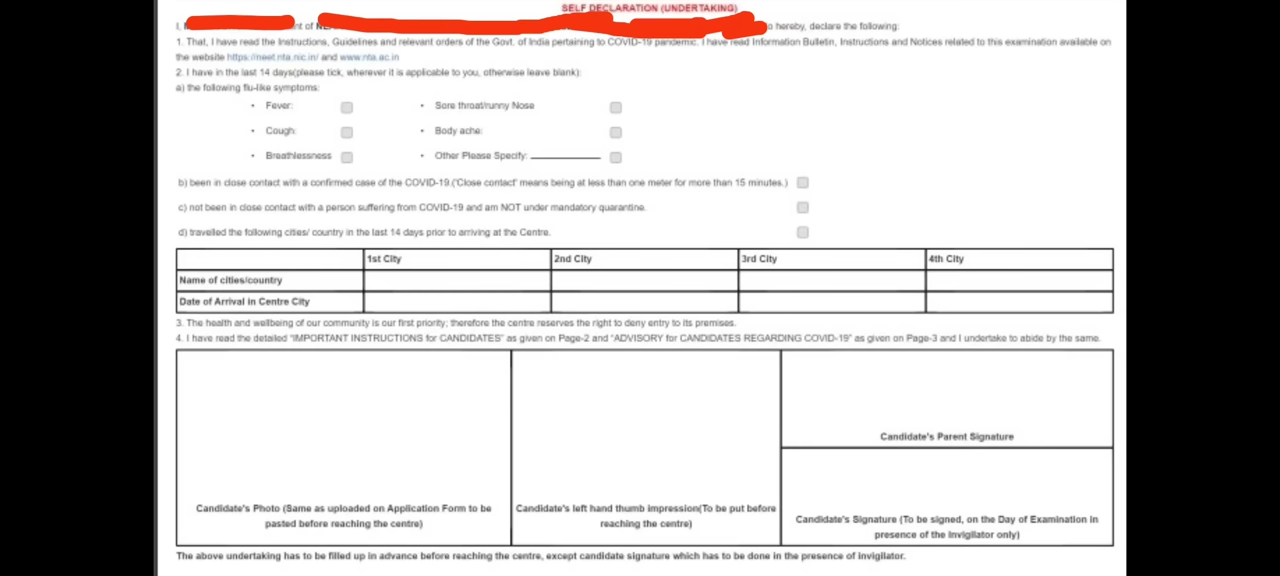 SELF DECLARATION (UNDERTAKING)
I, nt of o hereby, declare the following:
1. That, I have read the Instructions, Guidelines and relevant orders of the Govt. of India pertaining to COVID-19 pandemic. I have read Information Bulletin, Instructions and Notices related to this examination available on
the website https://neet.nta.nic.in/ and www.nta.ac.in
2. I have in the last 14 days(please tick, wherever it is applicable to you, otherwise leave blank):
a) the following flu-like symptoms:
• Fever: • Sore throat/runny Nose
• Cough: • Body ache:
• Breathlessness • Other Please Specify: __________
b) been in close contact with a confirmed case of the COVID-19.('Close contact' means being at less than one meter for more than 15 minutes.)
c) not been in close contact with a person suffering from COVID-19 and am NOT under mandatory quarantine.
d) travelled the following cities/ country in the last 14 days prior to arriving at the Centre.
1st City 2nd City 3rd City 4th City
Name of cities/country
Date of Arrival in Centre City
3. The health and wellbeing of our community is our first priority; therefore the centre reserves the right to deny entry to its premises.
4. I have read the detailed "IMPORTANT INSTRUCTIONS for CANDIDATES" as given on Page-2 and "ADVISORY for CANDIDATES REGARDING COVID-19" as given on Page-3 and I undertake to abide by the same.
Candidate's Parent Signature
Candidate's Photo (Same as uploaded on Application Form to be
pasted before reaching the centre)
Candidate's left hand thumb impression(To be put before
reaching the centre)
Candidate's Signature (To be signed, on the Day of Examination in
presence of the Invigilator only)
The above undertaking has to be filled up in advance before reaching the centre, except candidate signature which has to be done in the presence of invigilator.